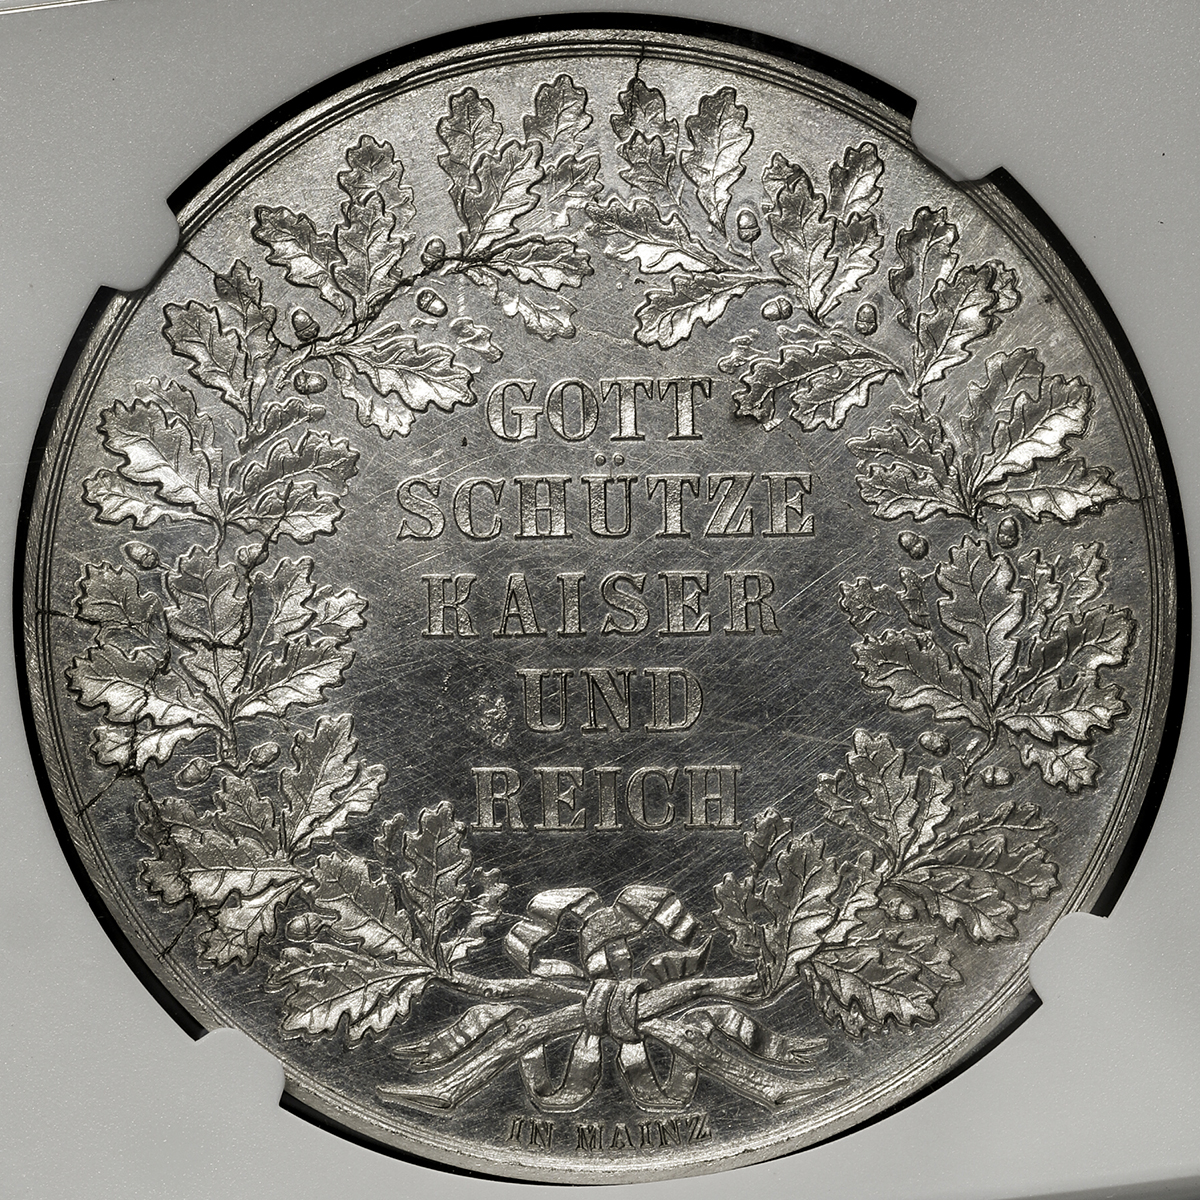 GOTT
SCHÜTZE
KAISER
UND
REICH
IN MAINZ